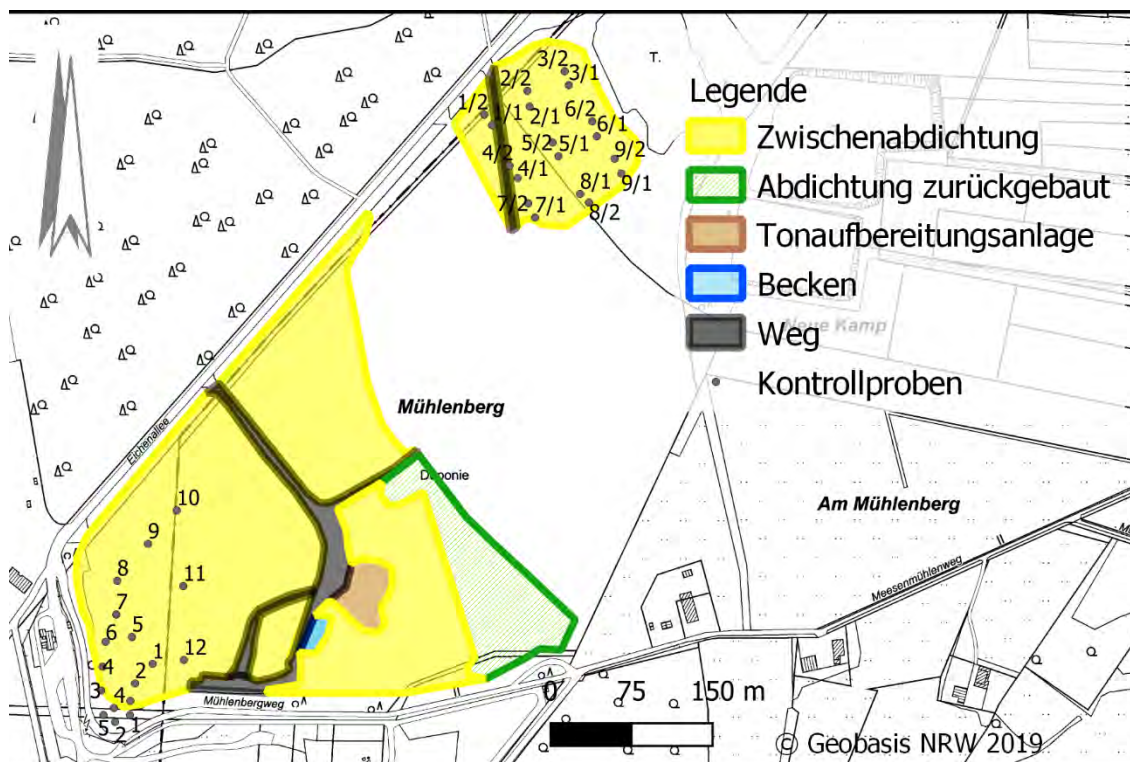 T.
3/2
3/1
2/2
1/2
1/1
2/1
6/2
6/1
5/2
5/1
9/2
4/2
4/1
9/1
8/1
7/2
7/1
8/2
Legende
Zwischenabdichtung
Abdichtung zurückgebaut
Tonaufbereitungsanlage
Becken
Weg
Neue Kamp
Kontrollproben
Mühlenberg
Eichenallee
Deponie
Am Mühlenberg
10
9
8
11
7
5
6
1
12
4
2
3
4
5
2
1
Meesenmühlenweg
Mühlenbergweg
0 75 150 m
© Geobasis NRW 2019